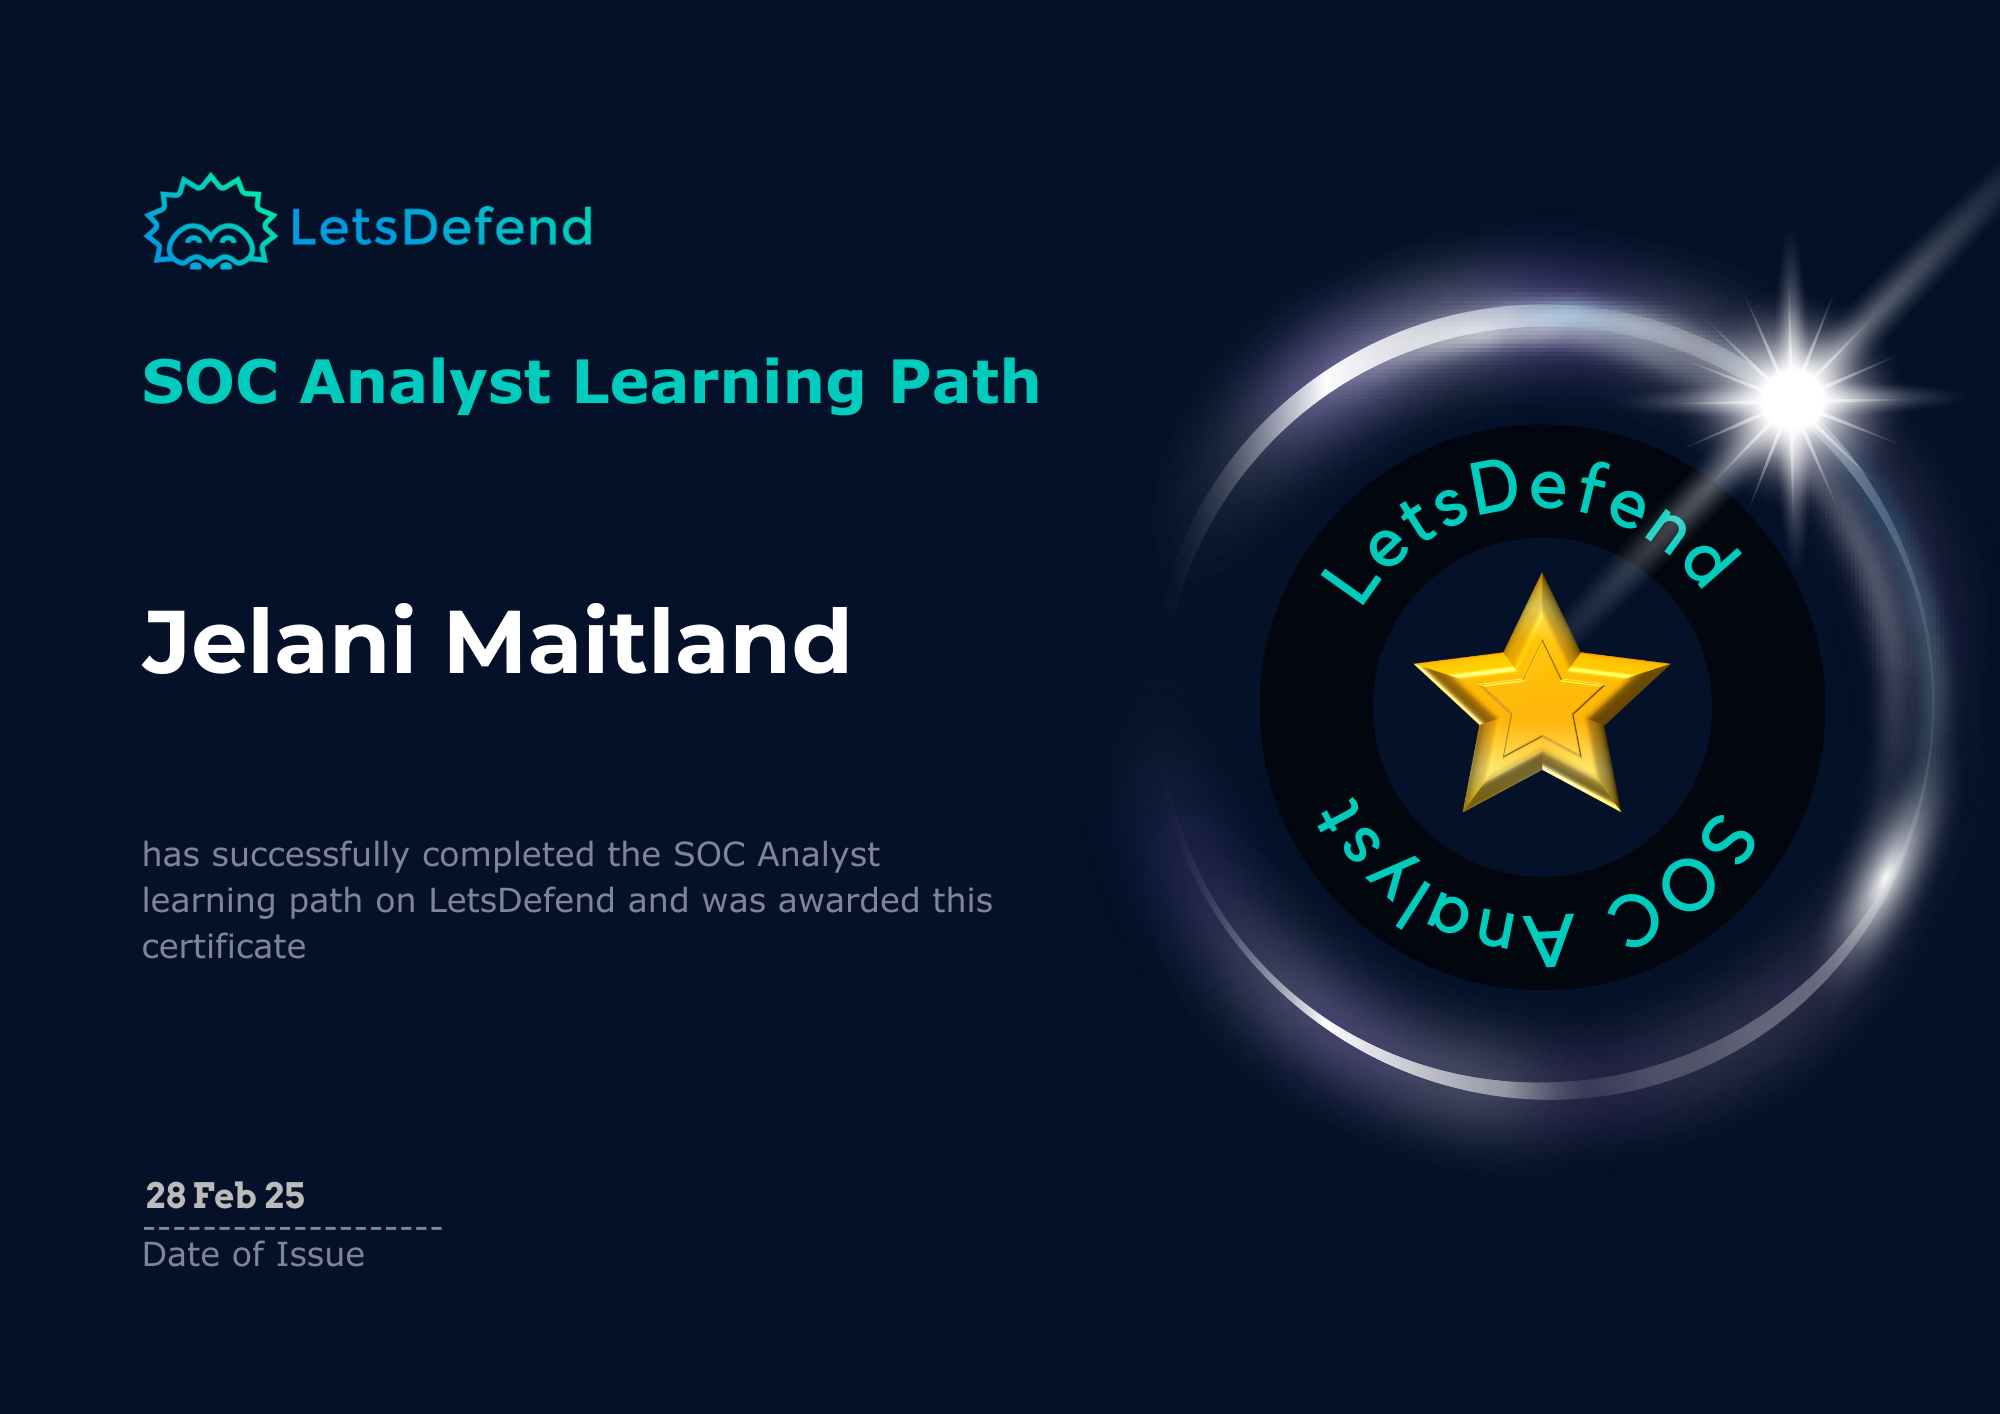 LetsDefend
SOC Analyst Learning Path
Jelani Maitland
has successfully completed the SOC Analyst
learning path on LetsDefend and was awarded this
certificate
28 Feb 25
--------------------
Date of Issue
LetsDefend
SOC Analyst